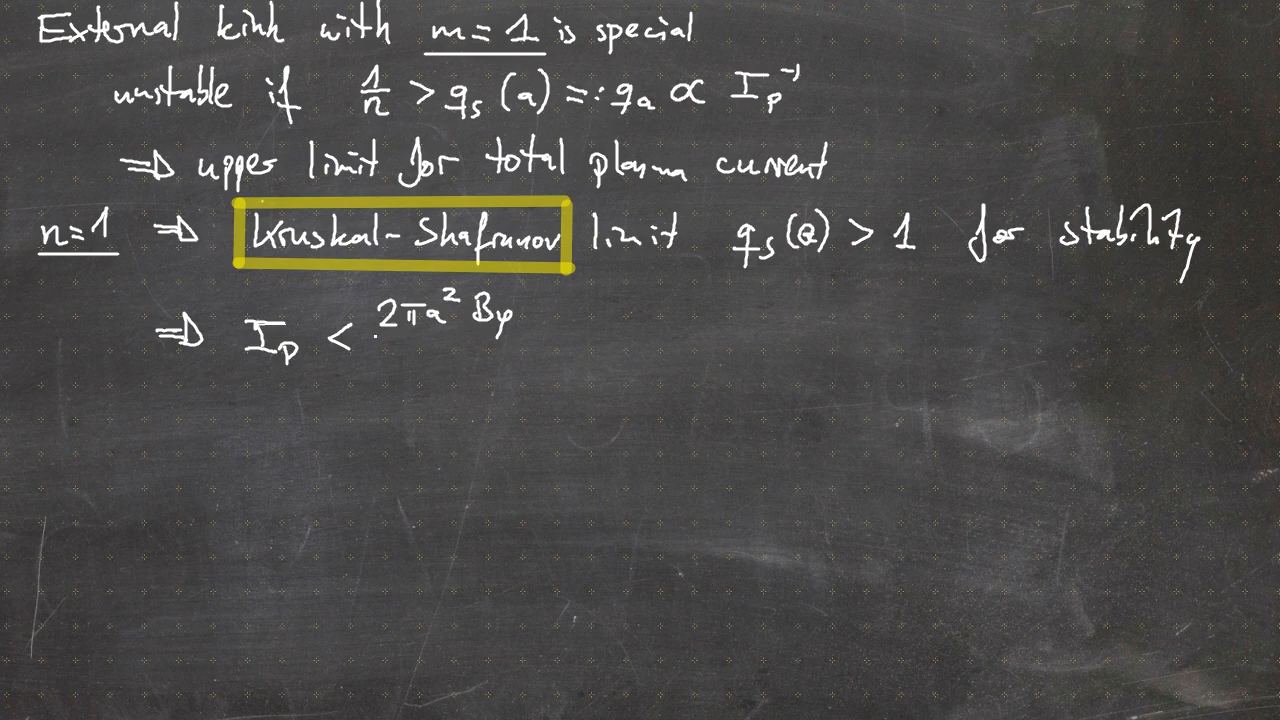 External kink with m = 1 is special
unstable if 1/n > q_s (a) =: q_a ∝ I_p^-1
⇒ upper limit for total plasma current
n=1 ⇒ Kruskal-Shafranov limit q_s(a) > 1 for stability
⇒ I_p < 2πa² B_φ